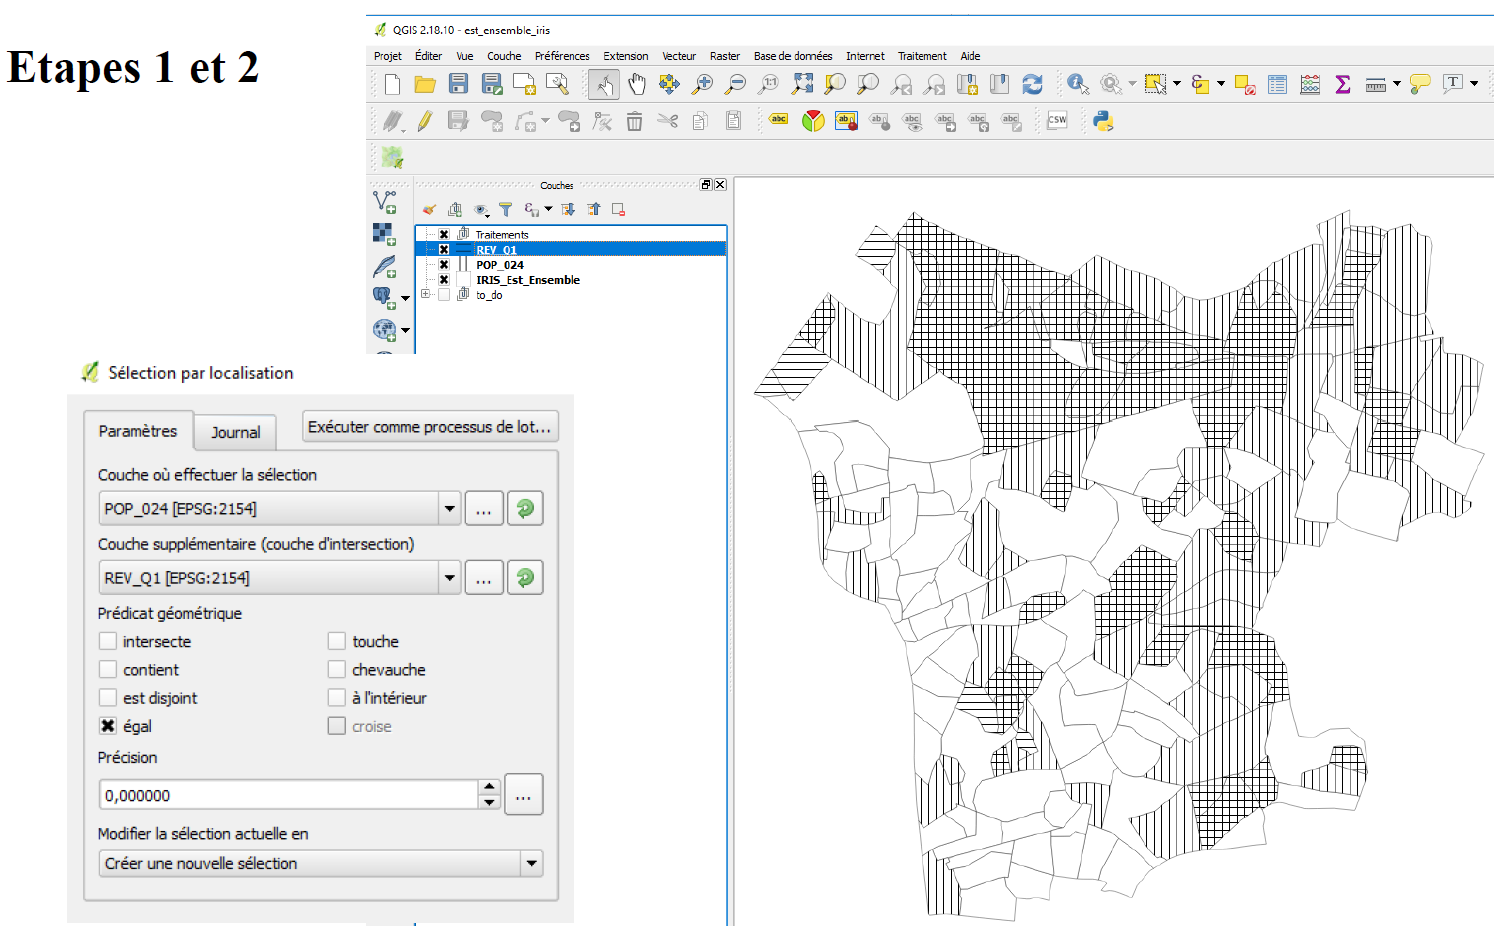 Etapes 1 et 2
QGIS 2.18.10 - est_ensemble_iris
Projet Éditer Vue Couche Préférences Extension Vecteur Raster Base de données Internet Traitement Aide
Couches
Traitements
REV_Q1
POP_024
IRIS_Est_Ensemble
to_do
Sélection par localisation
Paramètres Journal Exécuter comme processus de lot...
Couche où effectuer la sélection
POP_024 [EPSG:2154] ...
Couche supplémentaire (couche d'intersection)
REV_Q1 [EPSG:2154] ...
Prédicat géométrique
intersecte touche
contient chevauche
est disjoint à l'intérieur
égal croise
Précision
0,000000 ...
Modifier la sélection actuelle en
Créer une nouvelle sélection